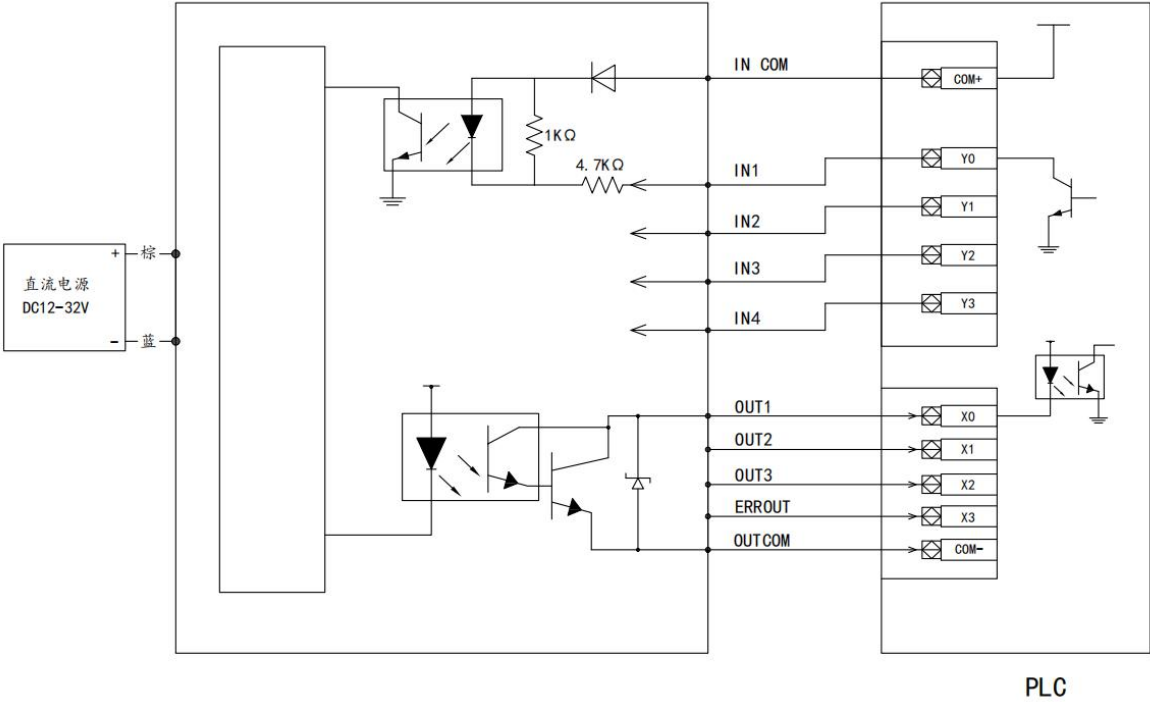 IN COM
COM+
1KΩ
4.7KΩ
IN1
Y0
IN2
Y1
IN3
Y2
IN4
Y3
+
棕
直流电源
DC12-32V
-
蓝
OUT1
X0
OUT2
X1
OUT3
X2
ERROUT
X3
OUTCOM
COM-
PLC